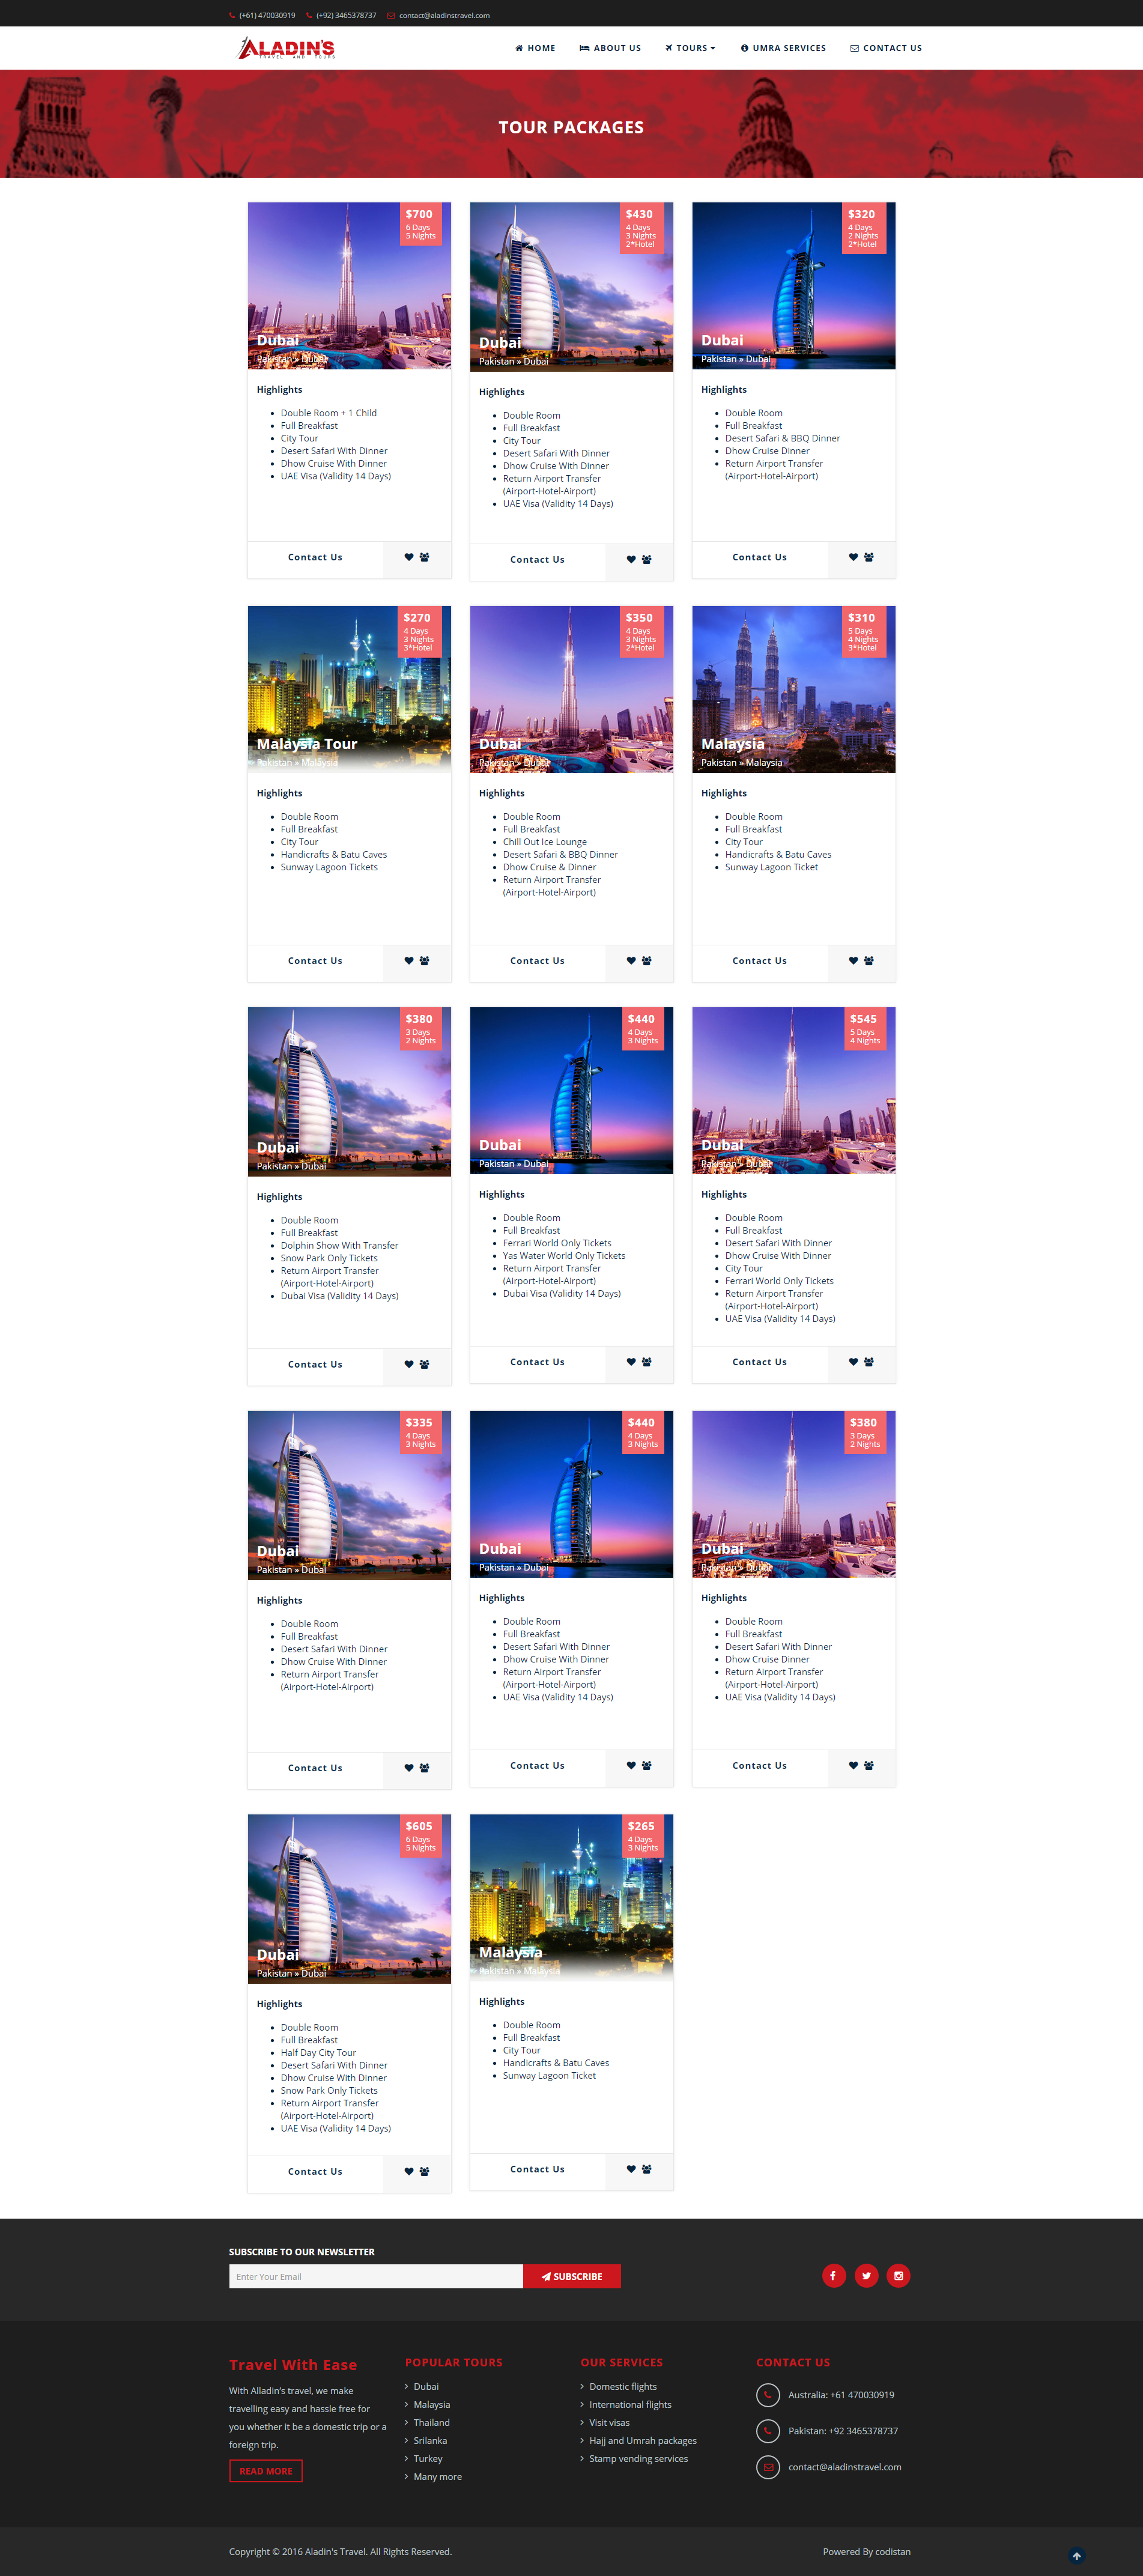 (+61) 470030919 (+92) 3465378737 contact@aladinstravel.com
ALADIN'S
TRAVEL AND TOURS
HOME ABOUT US TOURS UMRA SERVICES CONTACT US
TOUR PACKAGES
$700
6 Days
5 Nights
Dubai
Pakistan » Dubai
Highlights
Double Room + 1 Child
Full Breakfast
City Tour
Desert Safari With Dinner
Dhow Cruise With Dinner
UAE Visa (Validity 14 Days)
Contact Us
$430
4 Days
3 Nights
2*Hotel
Dubai
Pakistan » Dubai
Highlights
Double Room
Full Breakfast
City Tour
Desert Safari With Dinner
Dhow Cruise With Dinner
Return Airport Transfer
(Airport-Hotel-Airport)
UAE Visa (Validity 14 Days)
Contact Us
$320
4 Days
2 Nights
2*Hotel
Dubai
Pakistan » Dubai
Highlights
Double Room
Full Breakfast
Desert Safari & BBQ Dinner
Dhow Cruise Dinner
Return Airport Transfer
(Airport-Hotel-Airport)
Contact Us
$270
4 Days
3 Nights
3*Hotel
Malaysia Tour
Pakistan » Malaysia
Highlights
Double Room
Full Breakfast
City Tour
Handicrafts & Batu Caves
Sunway Lagoon Tickets
Contact Us
$350
4 Days
3 Nights
2*Hotel
Dubai
Pakistan » Dubai
Highlights
Double Room
Full Breakfast
Chill Out Ice Lounge
Desert Safari & BBQ Dinner
Dhow Cruise & Dinner
Return Airport Transfer
(Airport-Hotel-Airport)
Contact Us
$310
5 Days
4 Nights
3*Hotel
Malaysia
Pakistan » Malaysia
Highlights
Double Room
Full Breakfast
City Tour
Handicrafts & Batu Caves
Sunway Lagoon Ticket
Contact Us
$380
3 Days
2 Nights
Dubai
Pakistan » Dubai
Highlights
Double Room
Full Breakfast
Dolphin Show With Transfer
Snow Park Only Tickets
Return Airport Transfer
(Airport-Hotel-Airport)
Dubai Visa (Validity 14 Days)
Contact Us
$440
4 Days
3 Nights
Dubai
Pakistan » Dubai
Highlights
Double Room
Full Breakfast
Ferrari World Only Tickets
Yas Water World Only Tickets
Return Airport Transfer
(Airport-Hotel-Airport)
Dubai Visa (Validity 14 Days)
Contact Us
$545
5 Days
4 Nights
Dubai
Pakistan » Dubai
Highlights
Double Room
Full Breakfast
Desert Safari With Dinner
Dhow Cruise With Dinner
City Tour
Ferrari World Only Tickets
Return Airport Transfer
(Airport-Hotel-Airport)
UAE Visa (Validity 14 Days)
Contact Us
$335
4 Days
3 Nights
Dubai
Pakistan » Dubai
Highlights
Double Room
Full Breakfast
Desert Safari With Dinner
Dhow Cruise With Dinner
Return Airport Transfer
(Airport-Hotel-Airport)
Contact Us
$440
4 Days
3 Nights
Dubai
Pakistan » Dubai
Highlights
Double Room
Full Breakfast
Desert Safari With Dinner
Dhow Cruise With Dinner
Return Airport Transfer
(Airport-Hotel-Airport)
UAE Visa (Validity 14 Days)
Contact Us
$380
3 Days
2 Nights
Dubai
Pakistan » Dubai
Highlights
Double Room
Full Breakfast
Desert Safari With Dinner
Dhow Cruise Dinner
Return Airport Transfer
(Airport-Hotel-Airport)
UAE Visa (Validity 14 Days)
Contact Us
$605
6 Days
5 Nights
Dubai
Pakistan » Dubai
Highlights
Double Room
Full Breakfast
Half Day City Tour
Desert Safari With Dinner
Dhow Cruise With Dinner
Snow Park Only Tickets
Return Airport Transfer
(Airport-Hotel-Airport)
UAE Visa (Validity 14 Days)
Contact Us
$265
4 Days
3 Nights
Malaysia
Pakistan » Malaysia
Highlights
Double Room
Full Breakfast
City Tour
Handicrafts & Batu Caves
Sunway Lagoon Ticket
Contact Us
SUBSCRIBE TO OUR NEWSLETTER
Enter Your Email SUBSCRIBE
Travel With Ease
With Alladin's travel, we make
travelling easy and hassle free for
you whether it be a domestic trip or a
foreign trip.
READ MORE
POPULAR TOURS
Dubai
Malaysia
Thailand
Srilanka
Turkey
Many more
OUR SERVICES
Domestic flights
International flights
Visit visas
Hajj and Umrah packages
Stamp vending services
CONTACT US
Australia: +61 470030919
Pakistan: +92 3465378737
contact@aladinstravel.com
Copyright © 2016 Aladin's Travel. All Rights Reserved. Powered By codistan